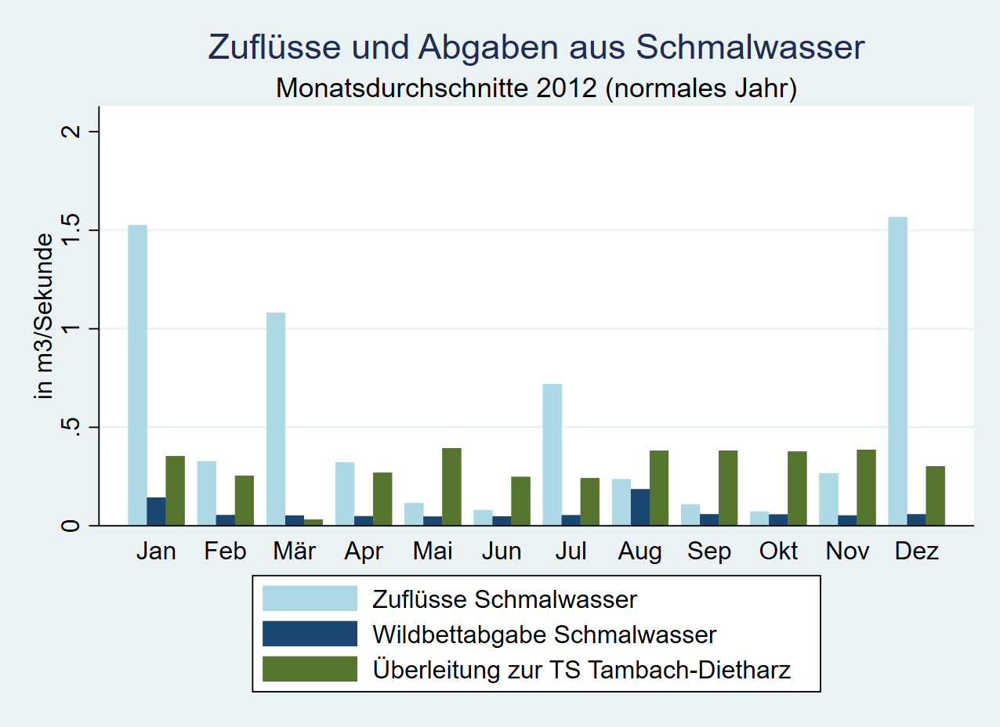 Zuflüsse und Abgaben aus Schmalwasser
Monatsdurchschnitte 2012 (normales Jahr)
in m3/Sekunde
2
1.5
1
.5
0
Jan Feb Mär Apr Mai Jun Jul Aug Sep Okt Nov Dez
Zuflüsse Schmalwasser
Wildbettabgabe Schmalwasser
Überleitung zur TS Tambach-Dietharz